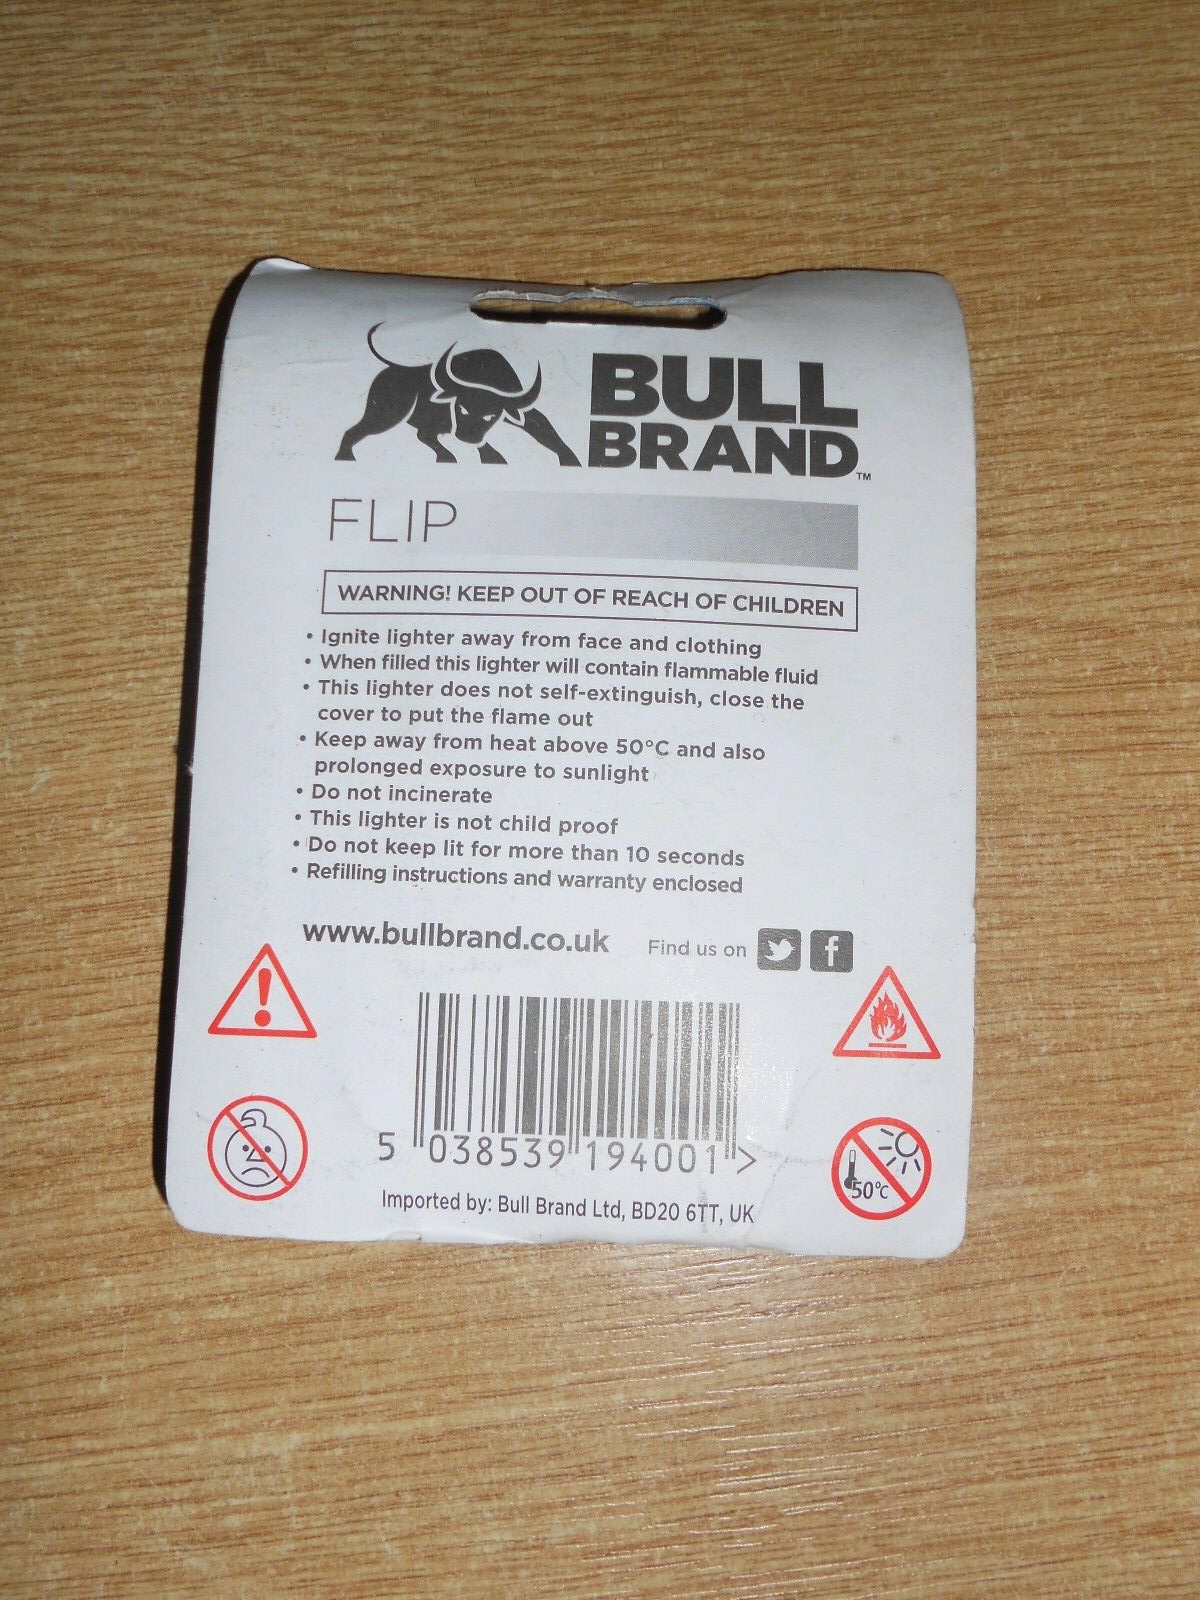 BULL
BRAND™
FLIP
WARNING! KEEP OUT OF REACH OF CHILDREN
• Ignite lighter away from face and clothing
• When filled this lighter will contain flammable fluid
• This lighter does not self-extinguish, close the
cover to put the flame out
• Keep away from heat above 50°C and also
prolonged exposure to sunlight
• Do not incinerate
• This lighter is not child proof
• Do not keep lit for more than 10 seconds
• Refilling instructions and warranty enclosed
www.bullbrand.co.uk
Find us on
5 038539 194001 >
50°C
Imported by: Bull Brand Ltd, BD20 6TT, UK